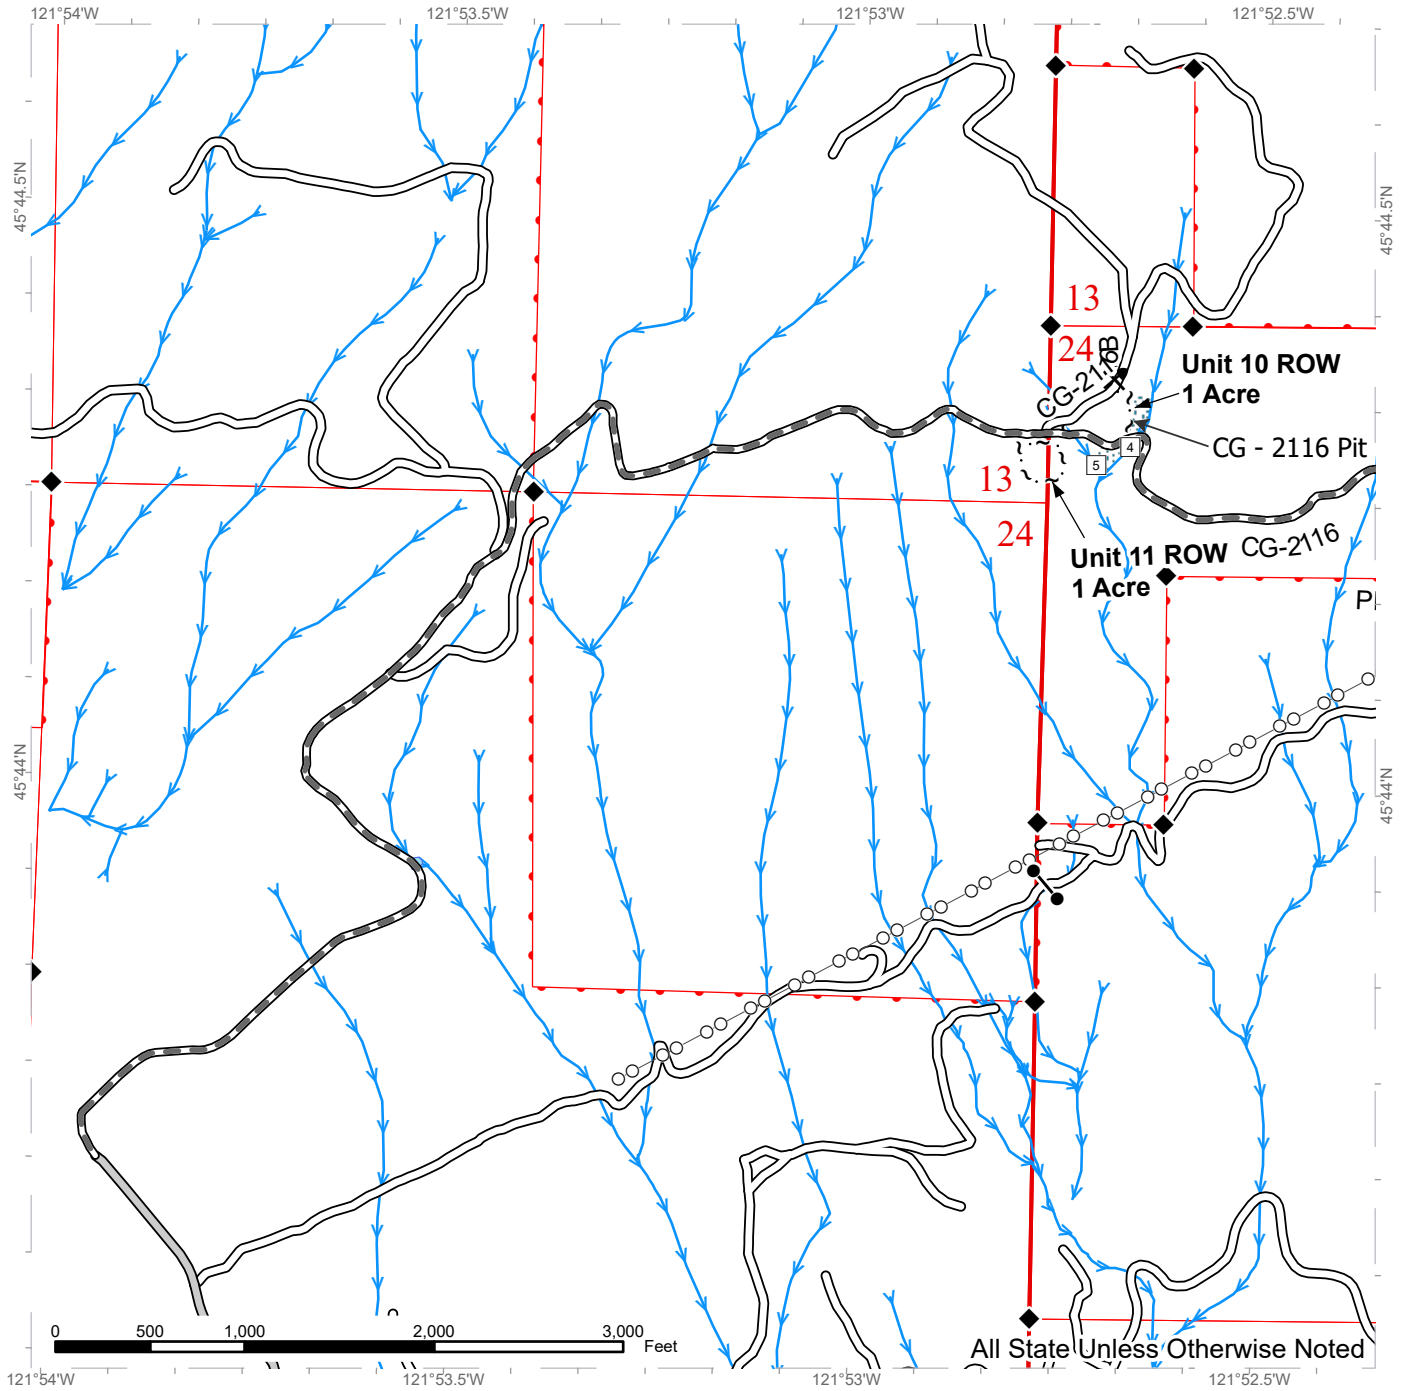 121°54'W
121°53.5'W
121°53'W
121°52.5'W
45°44.5'N
45°44.5'N
13
24
CG-2116B
Unit 10 ROW
1 Acre
CG - 2116 Pit
4
5
13
24
Unit 11 ROW
1 Acre
CG-2116
45°44'N
45°44'N
0
500
1,000
2,000
3,000
Feet
All State Unless Otherwise Noted
121°54'W
121°53.5'W
121°53'W
121°52.5'W